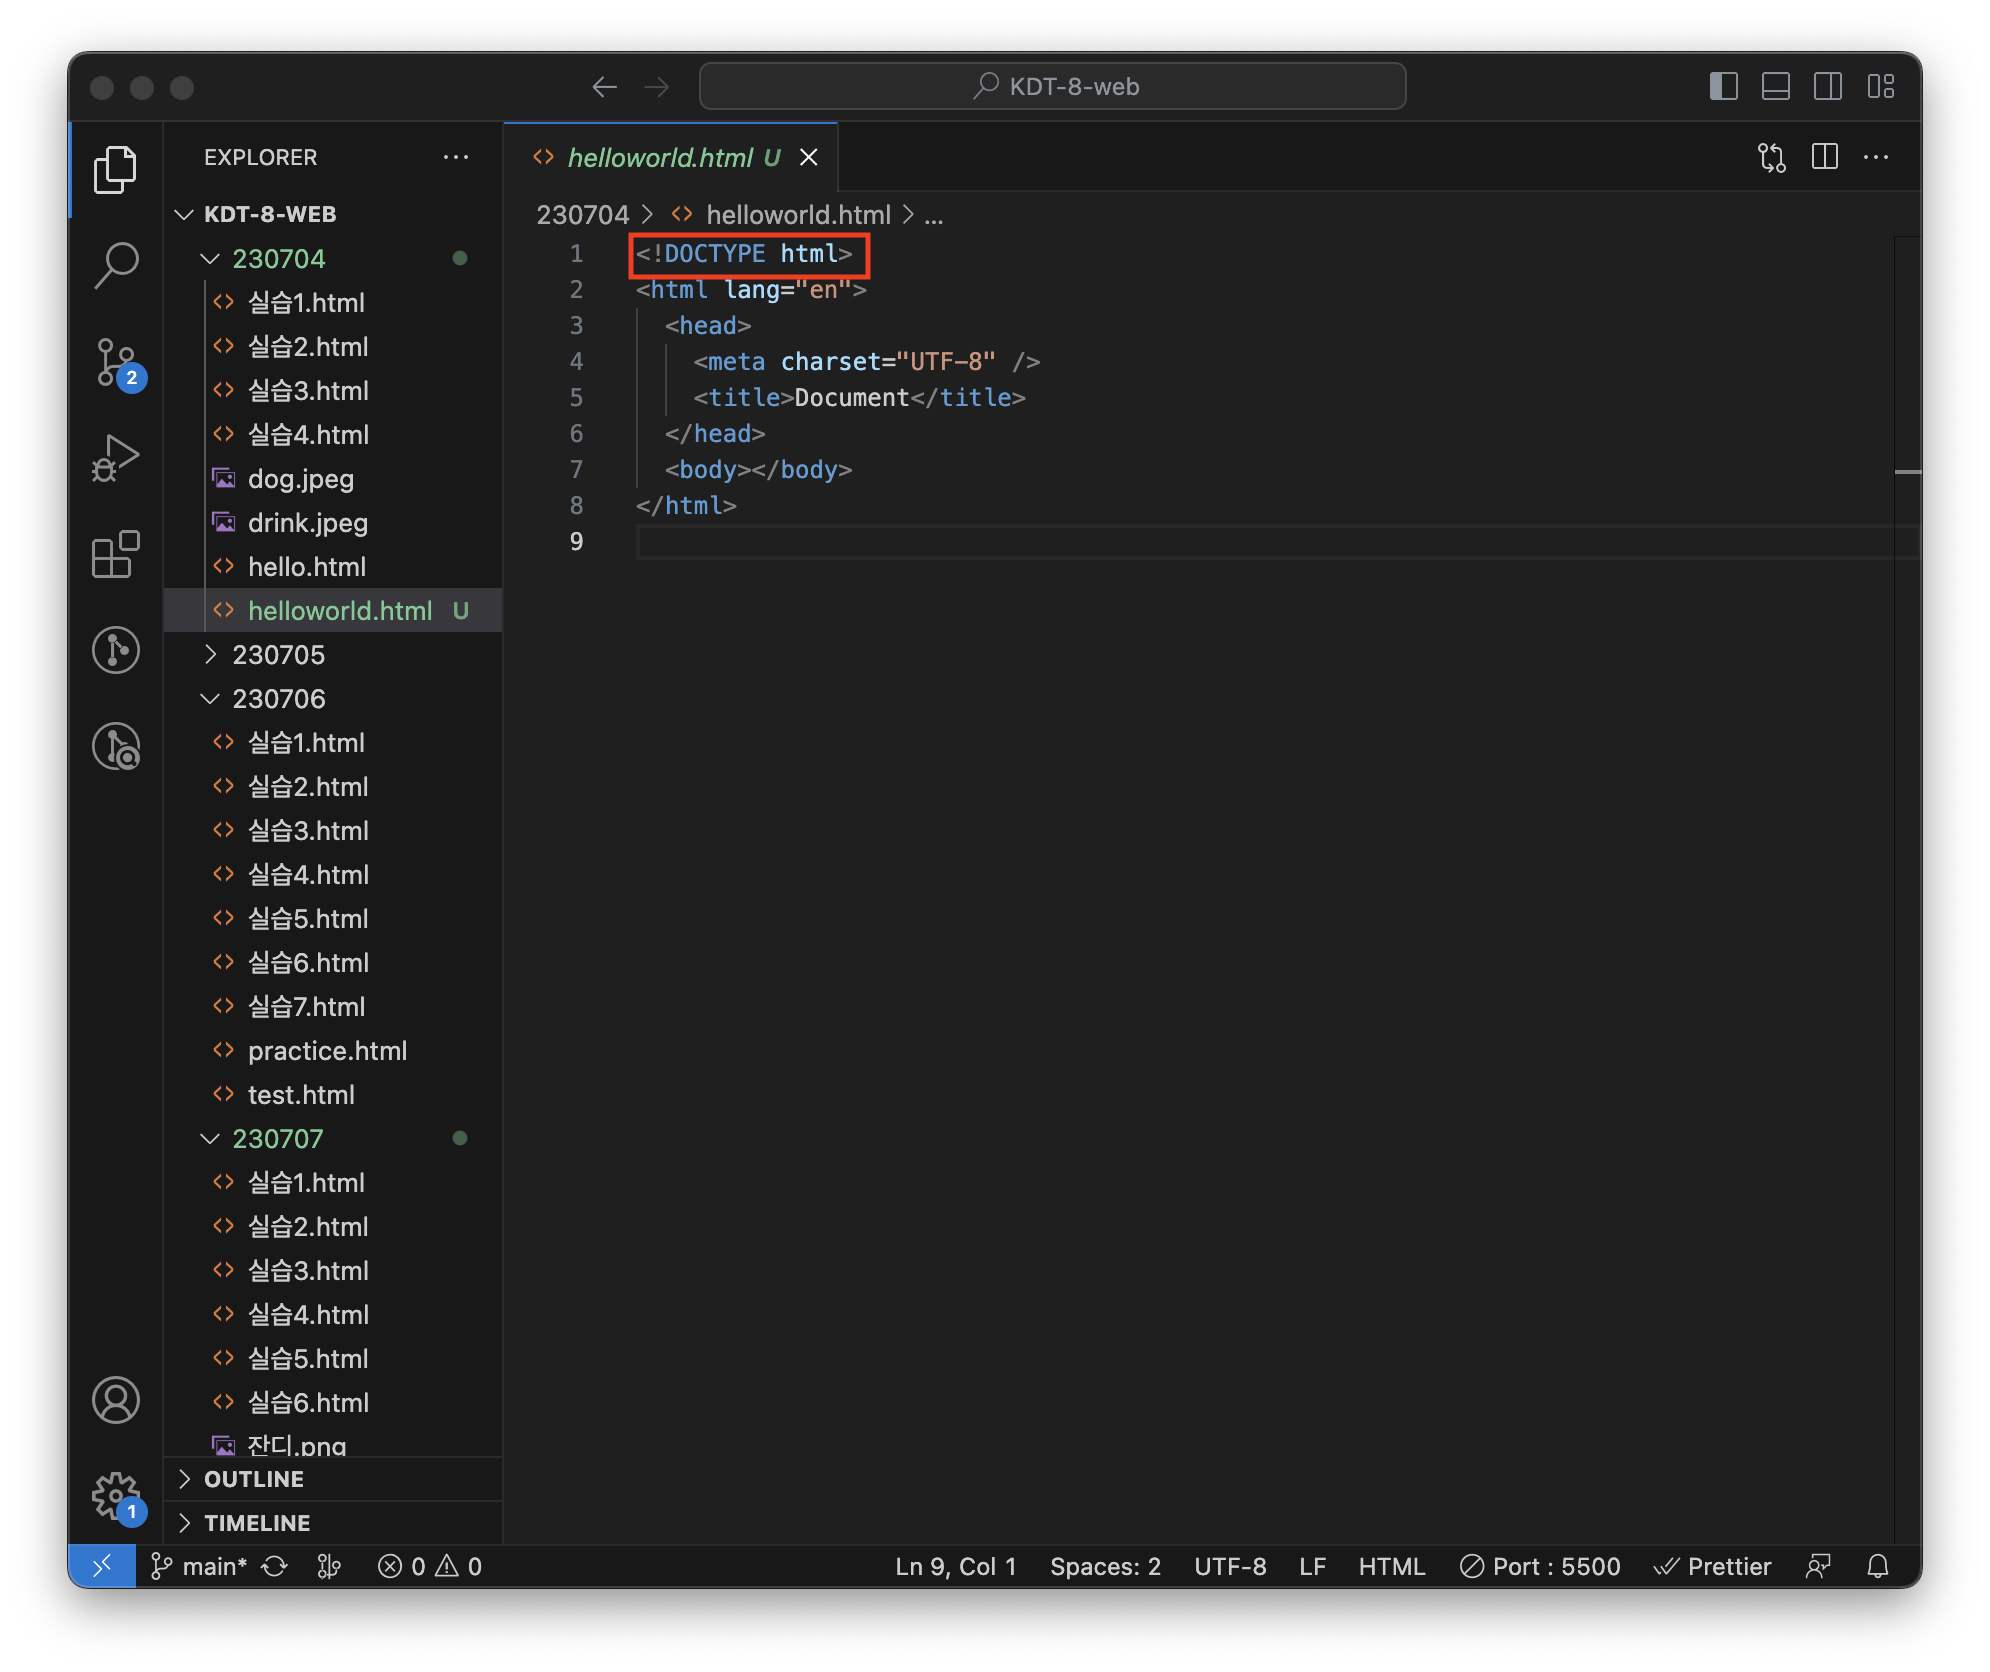 KDT-8-web
EXPLORER
KDT-8-WEB
230704
실습1.html
실습2.html
실습3.html
실습4.html
dog.jpeg
drink.jpeg
hello.html
helloworld.html U
230705
230706
실습1.html
실습2.html
실습3.html
실습4.html
실습5.html
실습6.html
실습7.html
practice.html
test.html
230707
실습1.html
실습2.html
실습3.html
실습4.html
실습5.html
실습6.html
잔디.png
OUTLINE
TIMELINE
2
1
helloworld.html U
230704 > helloworld.html > ...
1 <!DOCTYPE html>
2 <html lang="en">
3 <head>
4 <meta charset="UTF-8" />
5 <title>Document</title>
6 </head>
7 <body></body>
8 </html>
9
main* 0 0 Ln 9, Col 1 Spaces: 2 UTF-8 LF HTML Port : 5500 Prettier